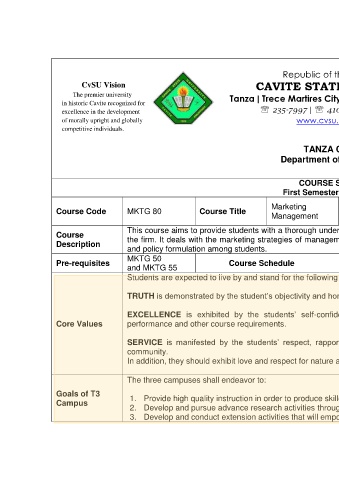 CvSU Vision
The premier university
in historic Cavite recognized for
excellence in the development
of morally upright and globally
competitive individuals.
Republic of th
CAVITE STATE
Tanza | Trece Martires City
☏ 235-7997 | ☏ 416
www.cvsu.
TANZA C
Department o
COURSE S
First Semester
Course Code
MKTG 80
Course Title
Marketing
Management
Course
Description
This course aims to provide students with a thorough under
the firm. It deals with the marketing strategies of managem
and policy formulation among students.
Pre-requisites
MKTG 50
and MKTG 55
Course Schedule
Core Values
Students are expected to live by and stand for the following
TRUTH is demonstrated by the student's objectivity and hon
EXCELLENCE is exhibited by the students' self-confide
performance and other course requirements.
SERVICE is manifested by the students' respect, rappor
community.
In addition, they should exhibit love and respect for nature a
Goals of T3
Campus
The three campuses shall endeavor to:
1. Provide high quality instruction in order to produce skill
2. Develop and pursue advance research activities throug
3. Develop and conduct extension activities that will empo